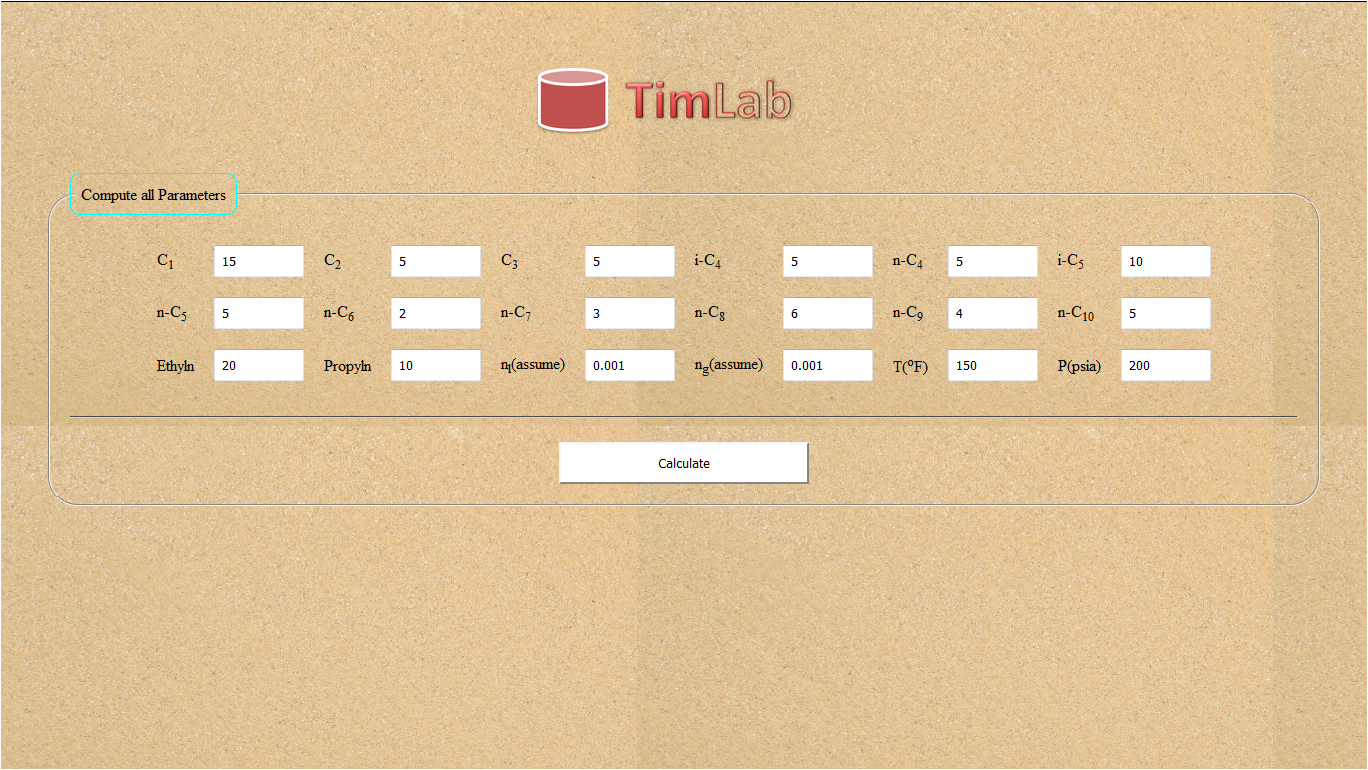 TimLab
Compute all Parameters
C₁ 15 C₂ 5 C₃ 5 i-C₄ 5 n-C₄ 5 i-C₅ 10
n-C₅ 5 n-C₆ 2 n-C₇ 3 n-C₈ 6 n-C₉ 4 n-C₁₀ 5
Ethyln 20 Propyln 10 nₗ(assume) 0.001 n₉(assume) 0.001 T(⁰F) 150 P(psia) 200
Calculate